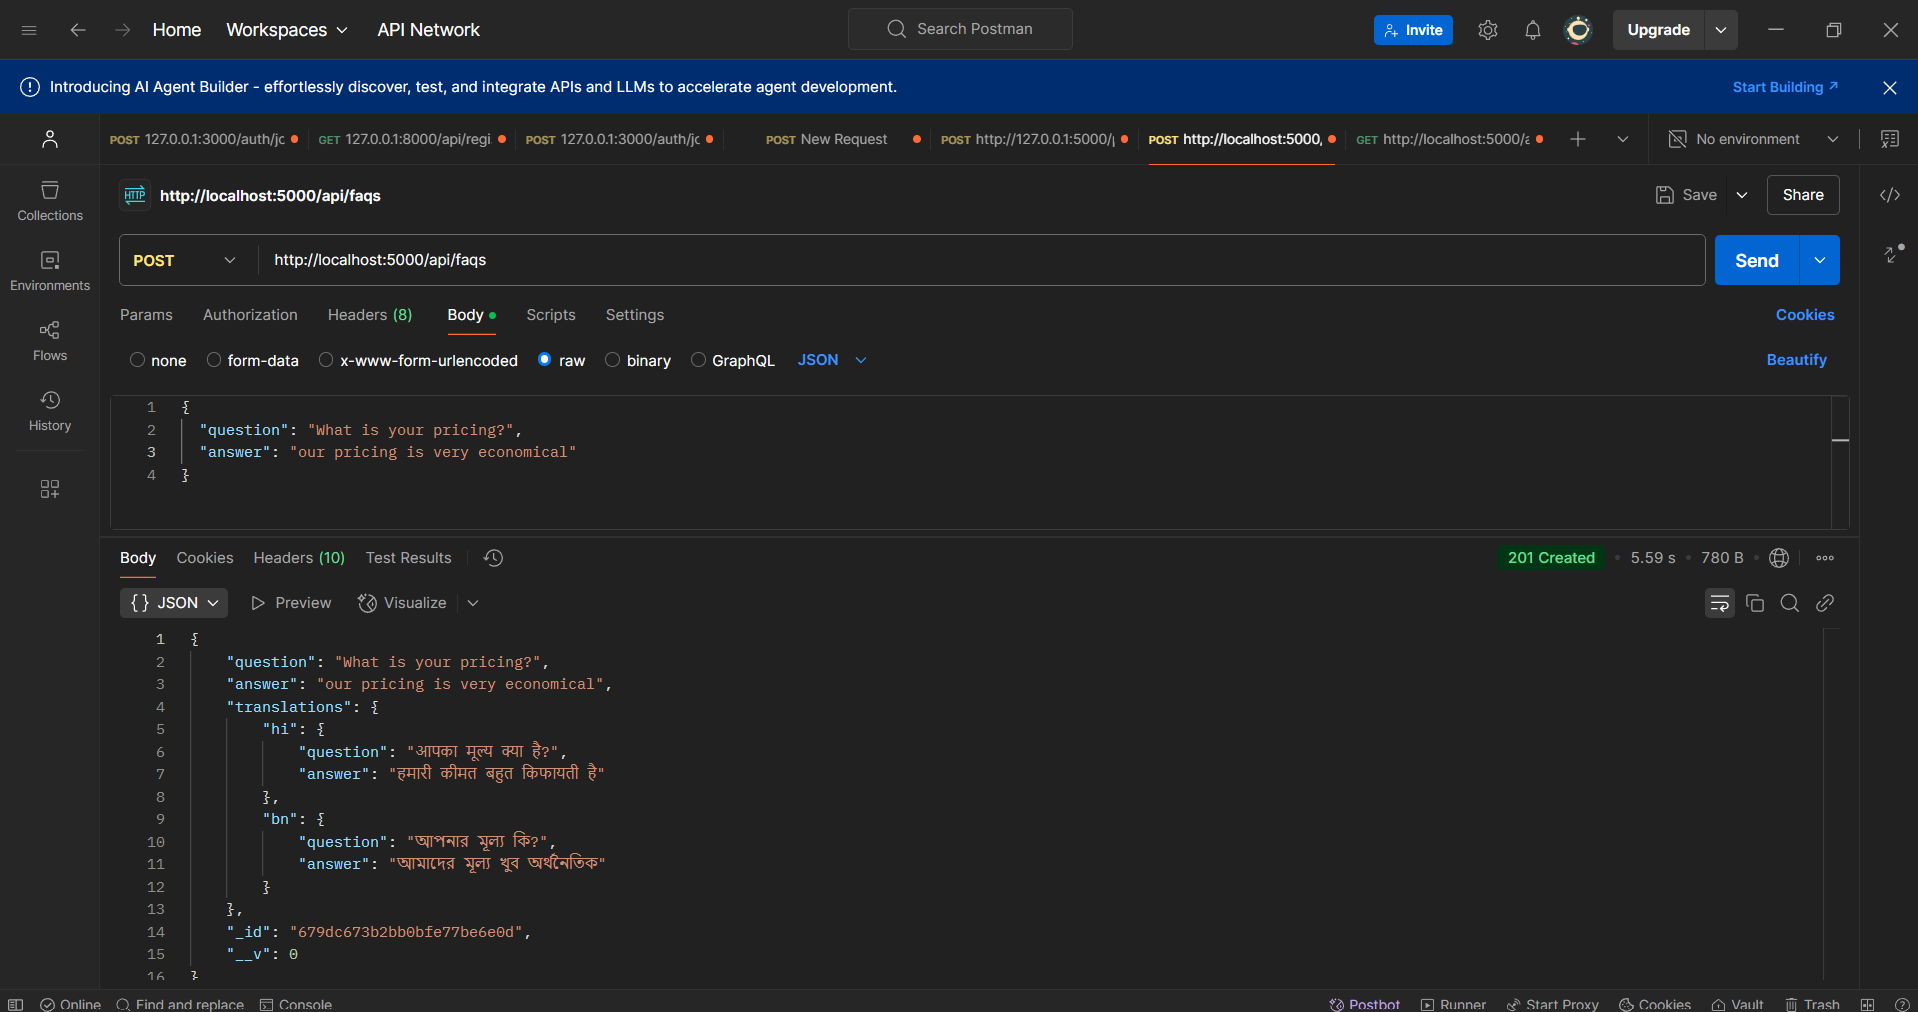 Home Workspaces API Network Search Postman Invite Upgrade
Introducing AI Agent Builder - effortlessly discover, test, and integrate APIs and LLMs to accelerate agent development. Start Building
POST 127.0.0.1:3000/auth/jc GET 127.0.0.1:8000/api/regi POST 127.0.0.1:3000/auth/jc POST New Request POST http://127.0.0.1:5000/ POST http://localhost:5000, GET http://localhost:5000/ No environment
HTTP http://localhost:5000/api/faqs Save Share
Collections
POST http://localhost:5000/api/faqs Send
Environments
Params Authorization Headers (8) Body Scripts Settings Cookies
Flows
none form-data x-www-form-urlencoded raw binary GraphQL JSON Beautify
History
1 {
2 "question": "What is your pricing?",
3 "answer": "our pricing is very economical"
4 }
Body Cookies Headers (10) Test Results 201 Created 5.59 s 780 B
{} JSON Preview Visualize
1 {
2 "question": "What is your pricing?",
3 "answer": "our pricing is very economical",
4 "translations": {
5 "hi": {
6 "question": "आपका मूल्य क्या है?",
7 "answer": "हमारी कीमत बहुत किफायती है"
8 },
9 "bn": {
10 "question": "আপনার মূল্য কি?",
11 "answer": "আমাদের মূল্য খুব অর্থনৈতিক"
12 }
13 },
14 "_id": "679dc673b2bb0bfe77be6e0d",
15 "__v": 0
16 }
Online Find and replace Console Postbot Runner Start Proxy Cookies Vault Trash